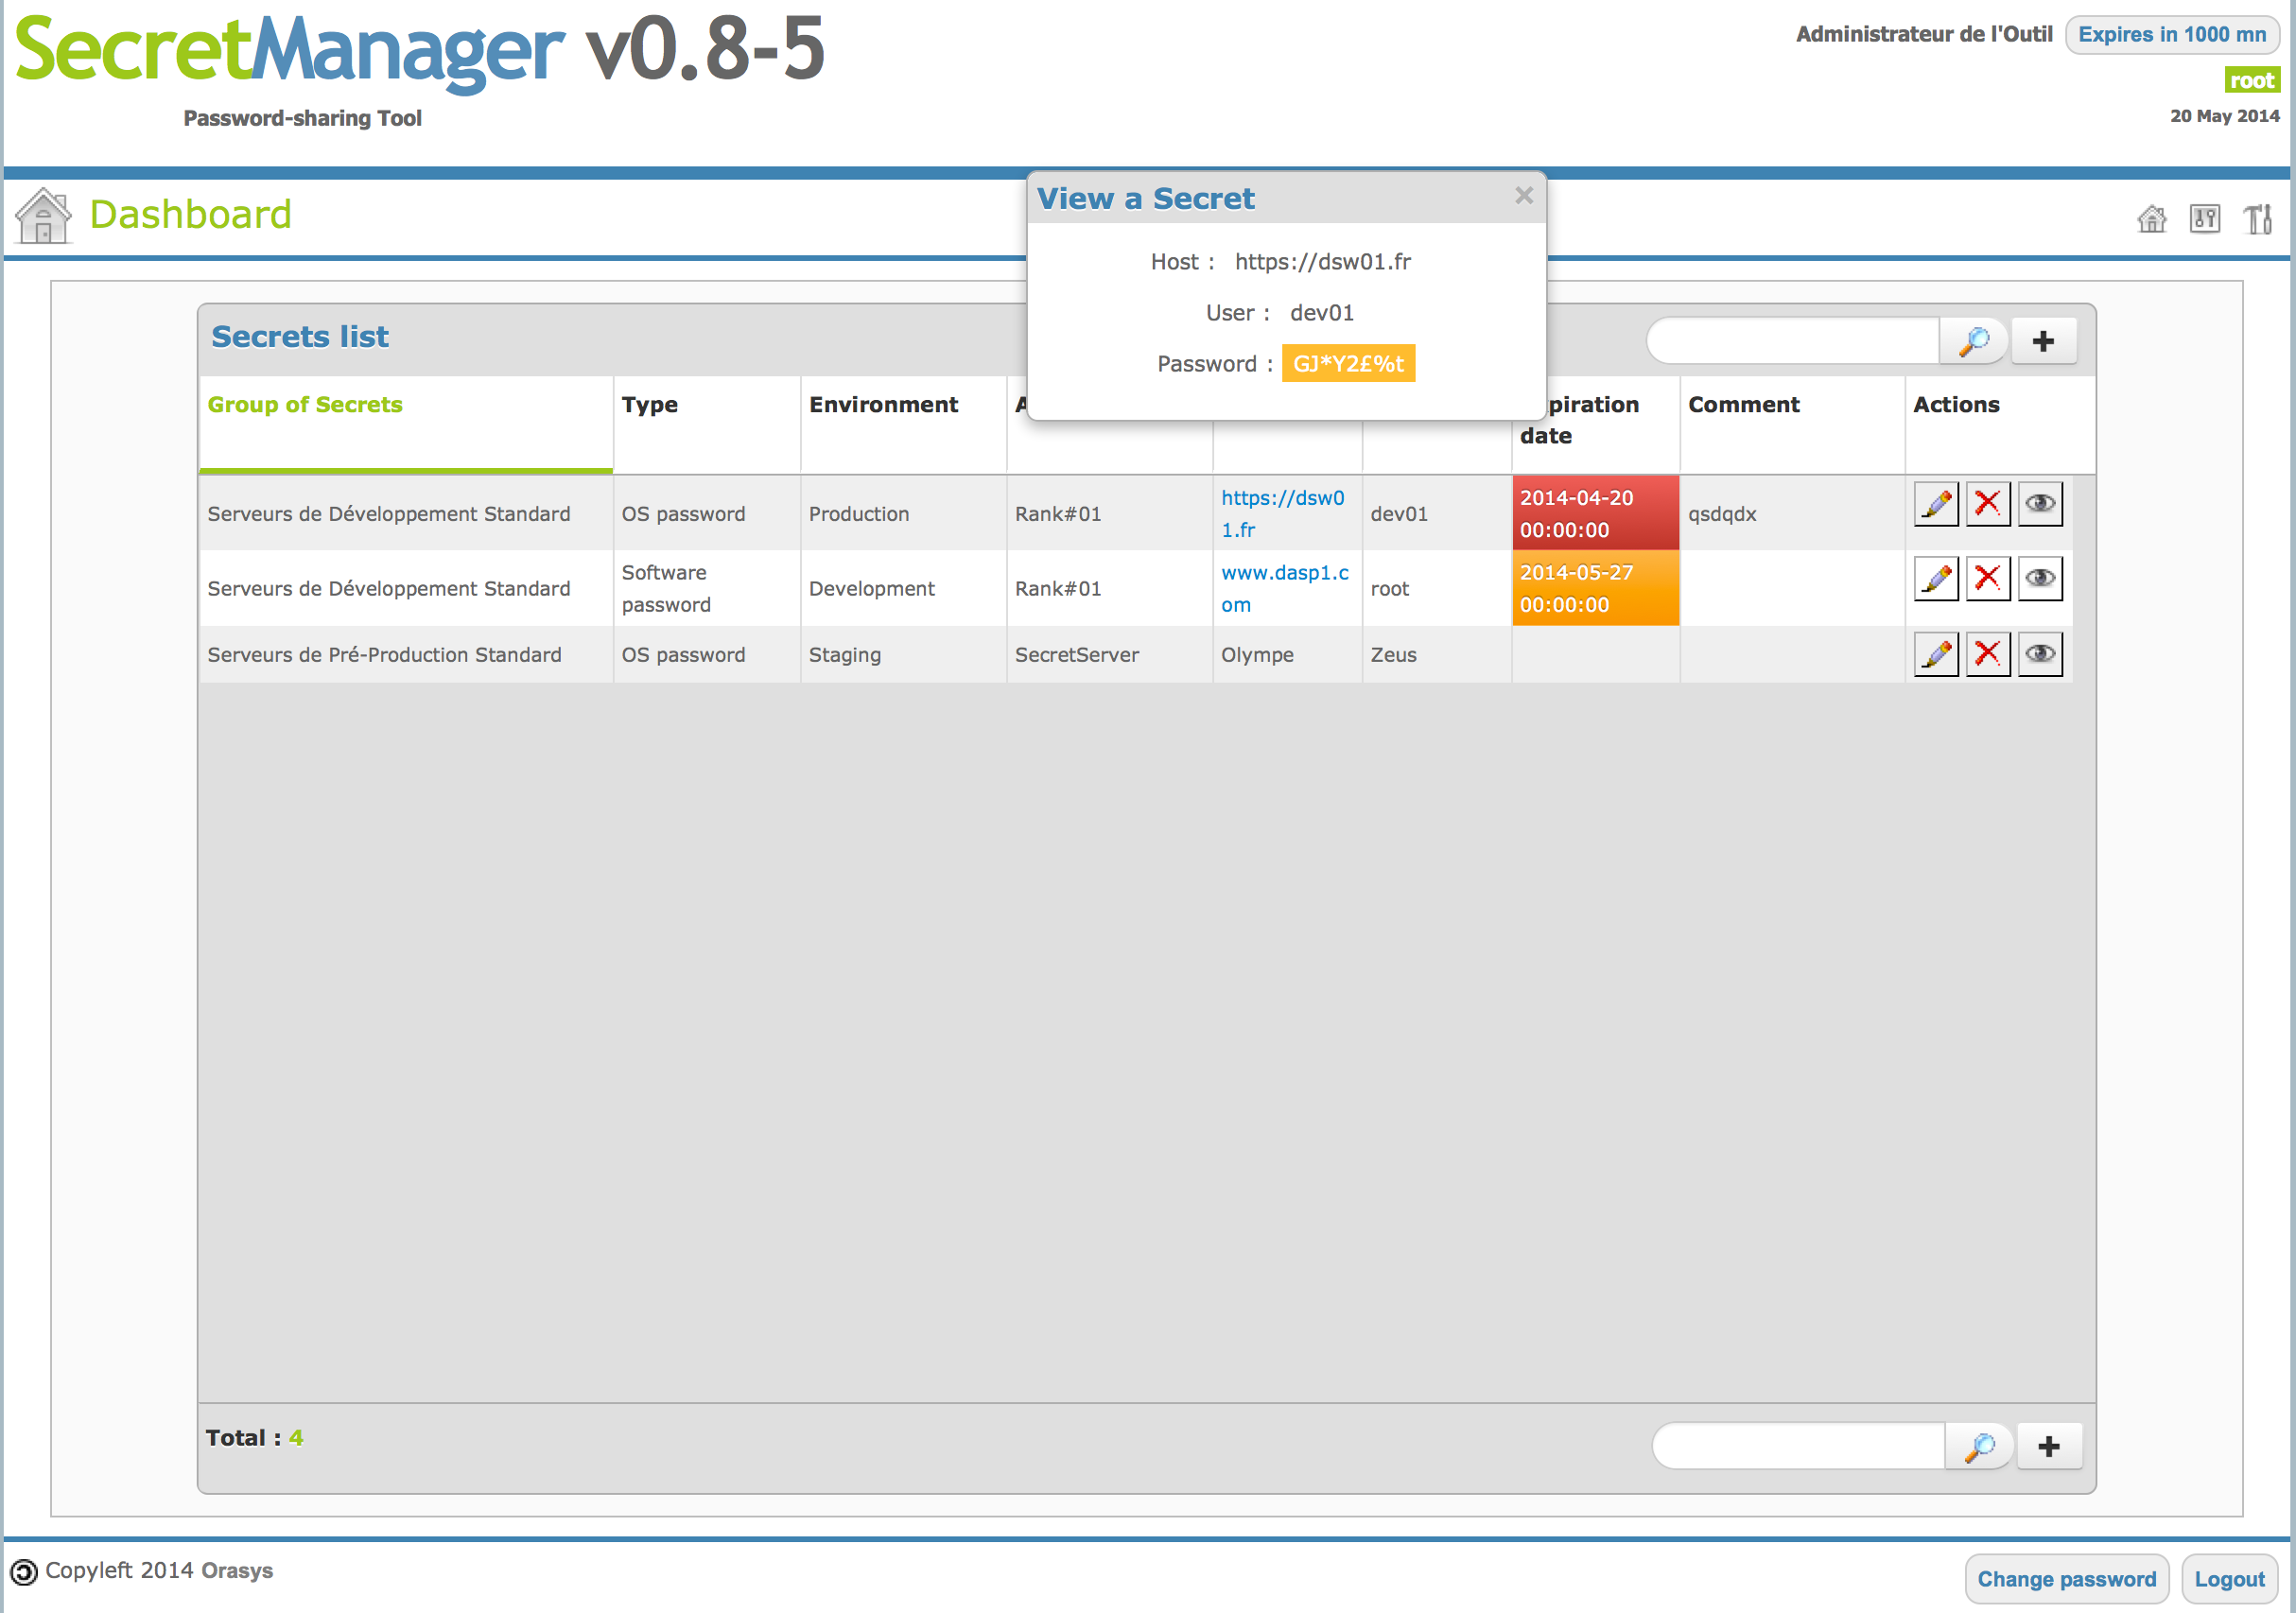 SecretManager v0.8-5
Password-sharing Tool
Administrateur de l'Outil Expires in 1000 mn
root
20 May 2014
Dashboard
View a Secret ×
Host : https://dsw01.fr
User : dev01
Password : GJ*Y2£%t
Secrets list
Group of Secrets Type Environment Comment Actions
date
Serveurs de Développement Standard OS password Production Rank#01 https://dsw0 dev01 2014-04-20 qsdqdx
1.fr 00:00:00
Serveurs de Développement Standard Software Development Rank#01 www.dasp1.c root 2014-05-27
password om 00:00:00
Serveurs de Pré-Production Standard OS password Staging SecretServer Olympe Zeus
Total : 4
Copyleft 2014 Orasys
Change password Logout